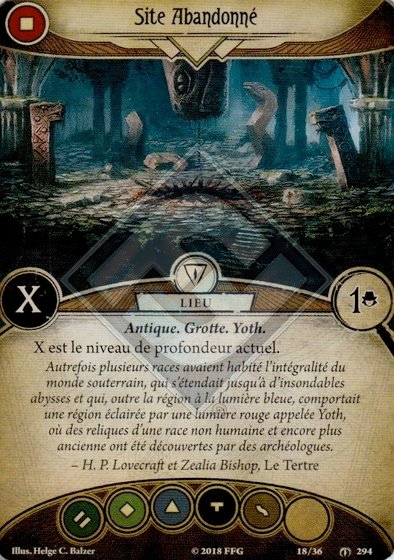 Site Abandonné
X
1
LIEU
Antique. Grotte. Yoth.
X est le niveau de profondeur actuel.
Autrefois plusieurs races avaient habité l'intégralité du
monde souterrain, qui s'étendait jusqu'à d'insondables
abysses et qui, outre la région à la lumière bleue, comportait
une région éclairée par une lumière rouge appelée Yoth,
où des reliques d'une race non humaine et encore plus
ancienne ont été découvertes par des archéologues.
– H. P. Lovecraft et Zealia Bishop, Le Tertre
Illus. Helge C. Balzer
© 2018 FFG
18/36
294